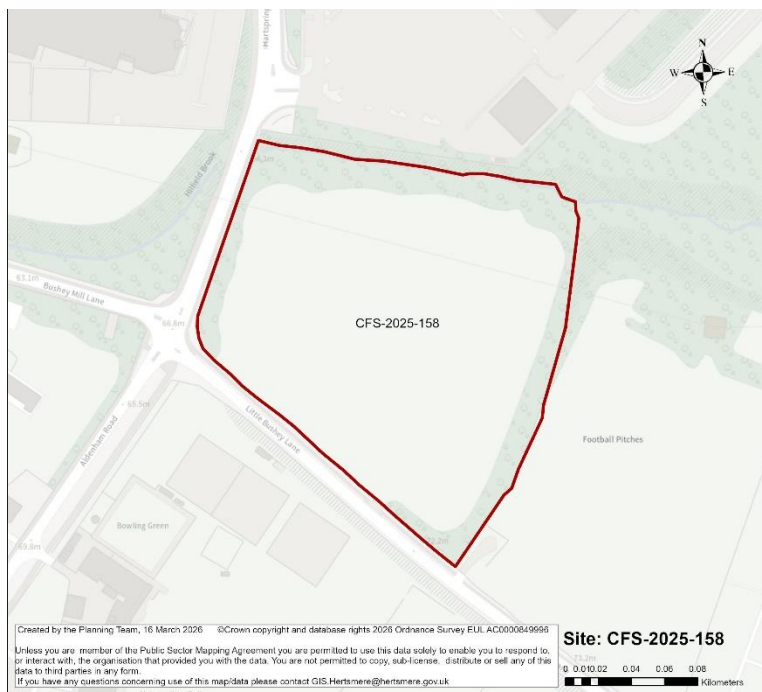 Hartspring
N
W E
S
Hilfield Brook
63.1m
Bushey Mill Lane
66.8m
CFS-2025-158
Aldenham Road
65.5m
Little Bushey Lane
Football Pitches
Bowling Green
69.8m
73.2m
Created by the Planning Team, 16 March 2026 ©Crown copyright and database rights 2026 Ordnance Survey EUL AC0000849996
Unless you are member of the Public Sector Mapping Agreement you are permitted to use this data solely to enable you to respond to,
or interact with, the organisation that provided you with the data. You are not permitted to copy, sub-license, distribute or sell any of this
data to third parties in any form.
If you have any questions concerning use of this map/data please contact GIS.Hertsmere@hertsmere.gov.uk
Site: CFS-2025-158
0 0.01 0.02 0.04 0.06 0.08
Kilometers